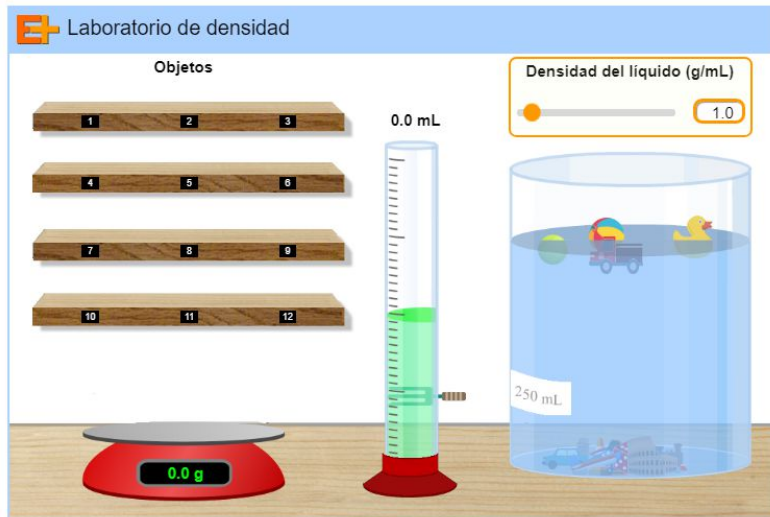 E+ Laboratorio de densidad
Objetos
Densidad del líquido (g/mL)
1.0
1 2 3
0.0 mL
4 5 6
7 8 9
10 11 12
250 mL
0.0 g